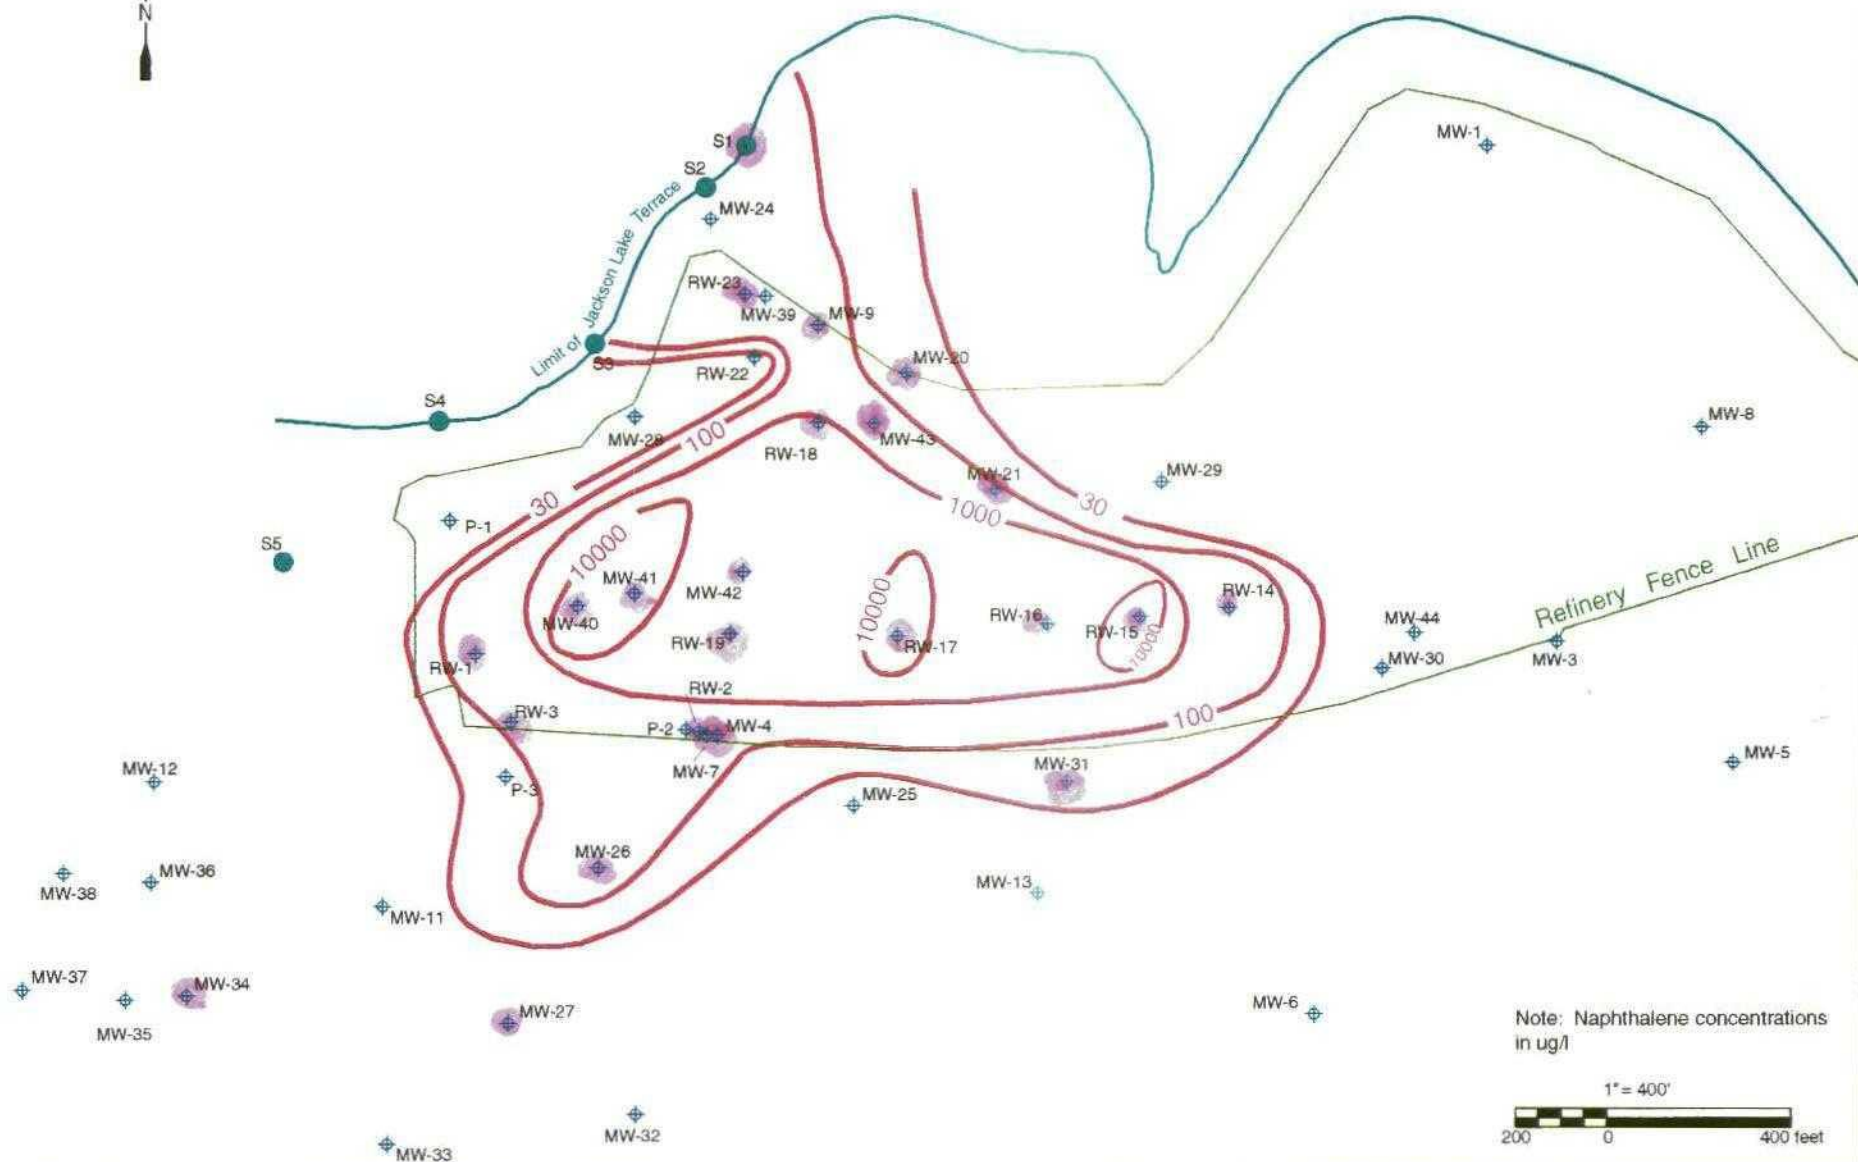 N
MW-1
S1
S2
MW-24
Limit of Jackson Lake Terrace
RW-23
MW-39
MW-9
MW-20
S3
RW-22
S4
MW-28
100
RW-18
MW-43
MW-8
MW-21
MW-29
30
30
1000
P-1
S5
10000
MW-41
MW-42
MW-40
10000
RW-16
RW-15
10000
RW-14
Refinery Fence Line
MW-44
MW-30
MW-3
RW-19
RW-17
RW-1
RW-2
RW-3
P-2
MW-4
100
MW-7
MW-31
MW-5
MW-12
P-3
MW-25
MW-26
MW-36
MW-38
MW-13
MW-11
MW-37
MW-34
MW-35
MW-27
MW-6
Note: Naphthalene concentrations
in ug/l
1"= 400'
200 0 400 feet
MW-32
MW-33